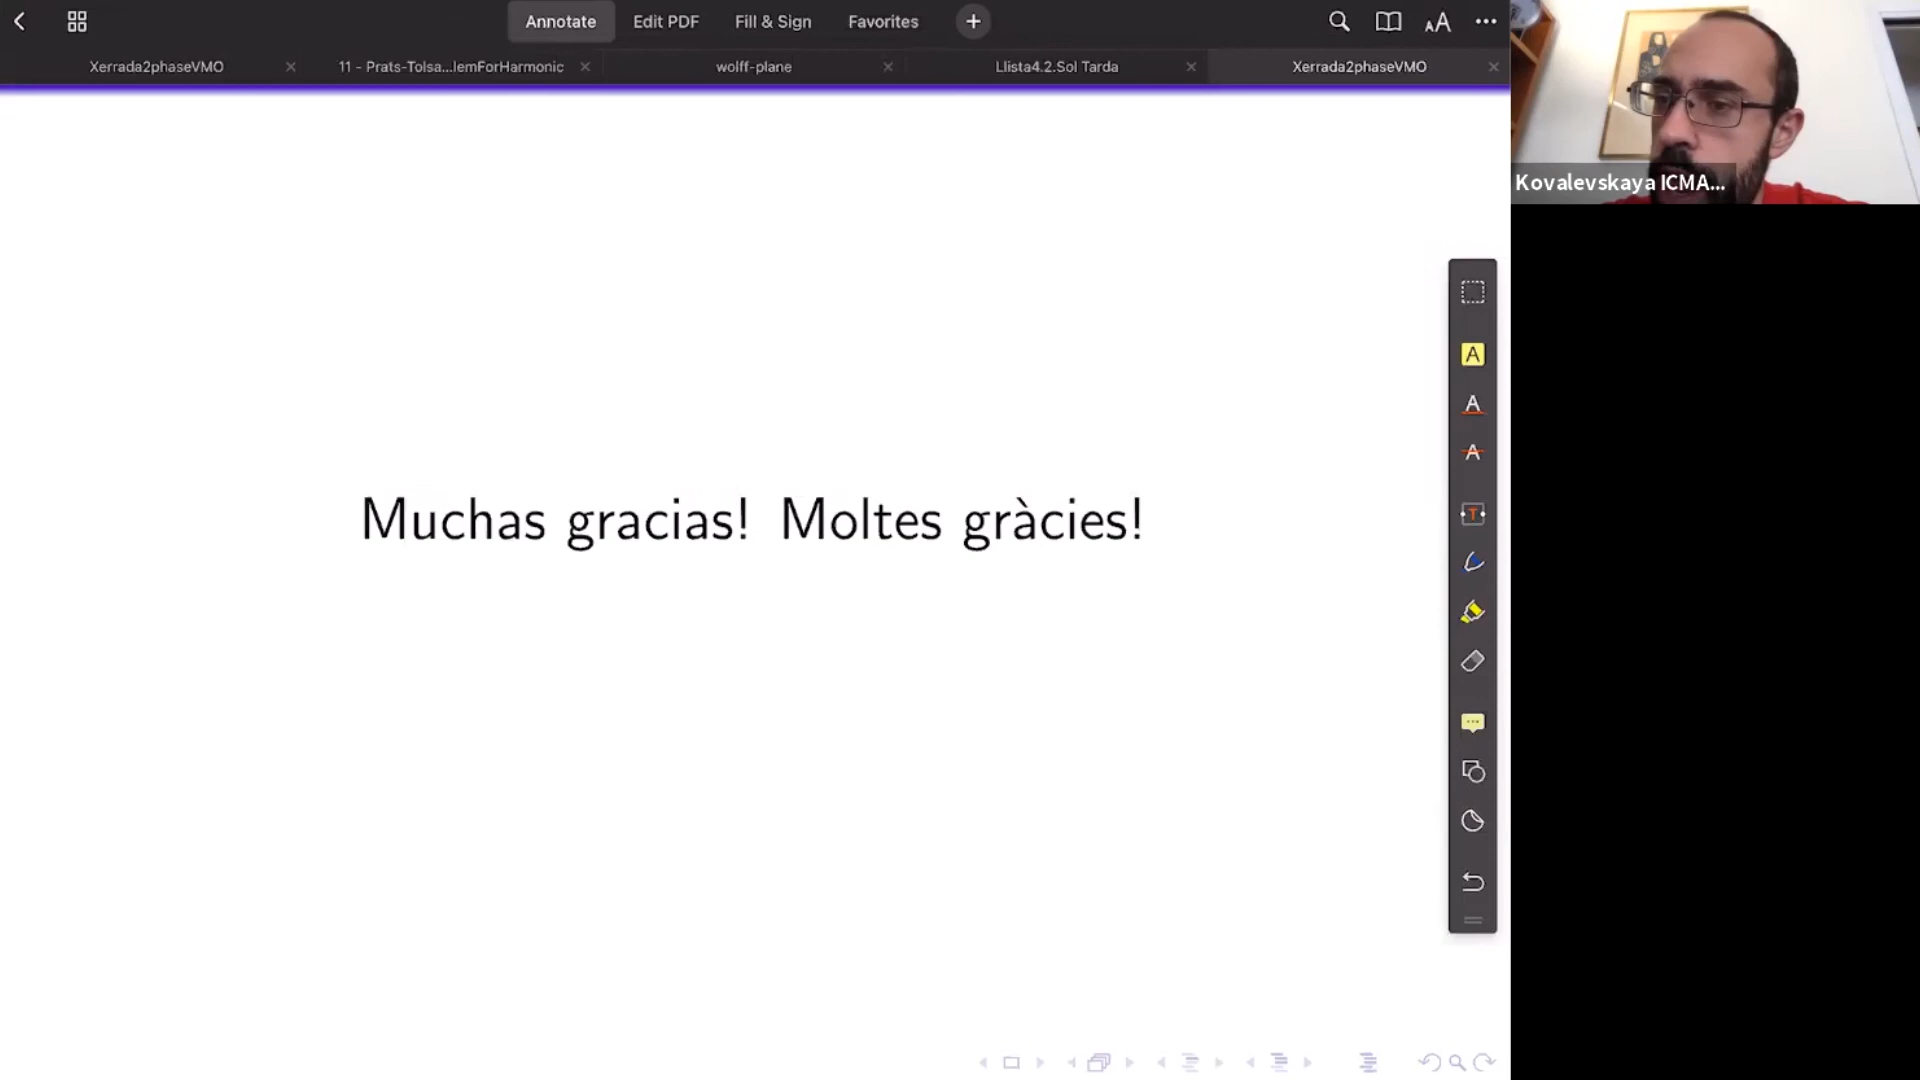 Annotate Edit PDF Fill & Sign Favorites
Xerrada2phaseVMO 11 - Prats-Tolsa...lemForHarmonic wolff-plane Llista4.2.Sol Tarda Xerrada2phaseVMO
Kovalevskaya ICMA...
Muchas gracias! Moltes gràcies!